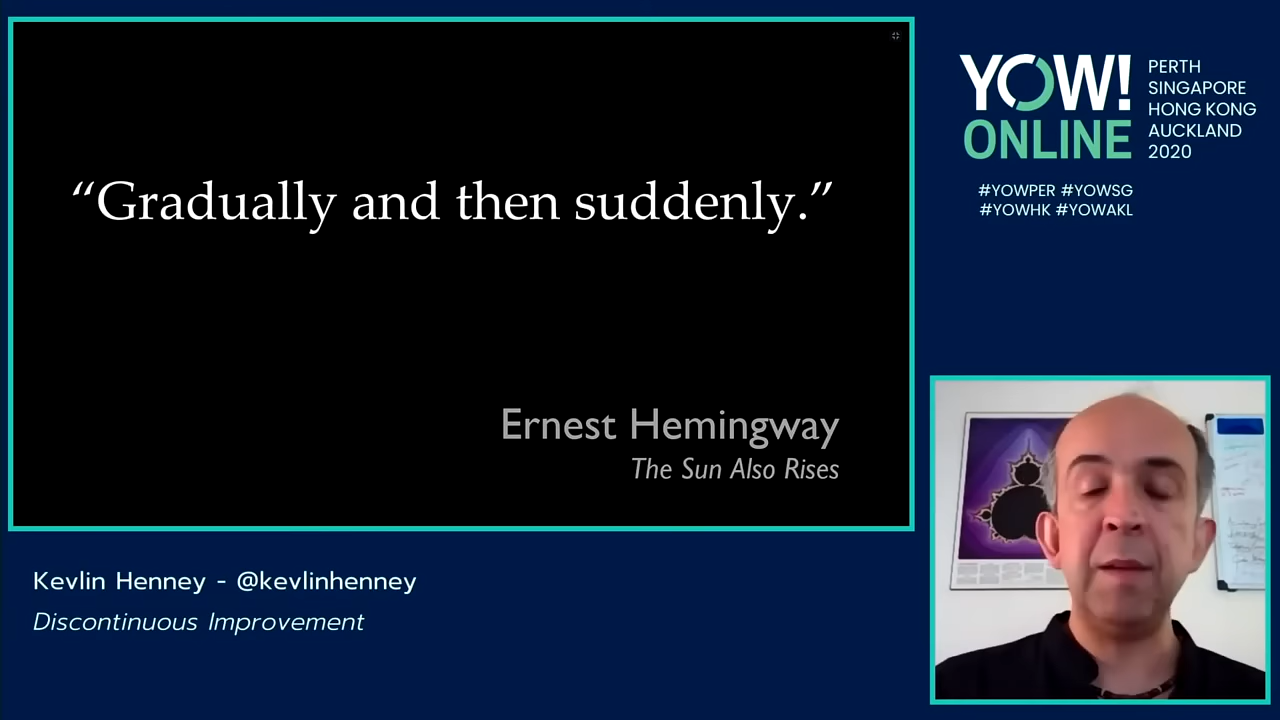 “Gradually and then suddenly.”
Ernest Hemingway
The Sun Also Rises
YOW!
ONLINE
PERTH
SINGAPORE
HONG KONG
AUCKLAND
2020
#YOWPER #YOWSG
#YOWHK #YOWAKL
Kevlin Henney - @kevlinhenney
Discontinuous Improvement